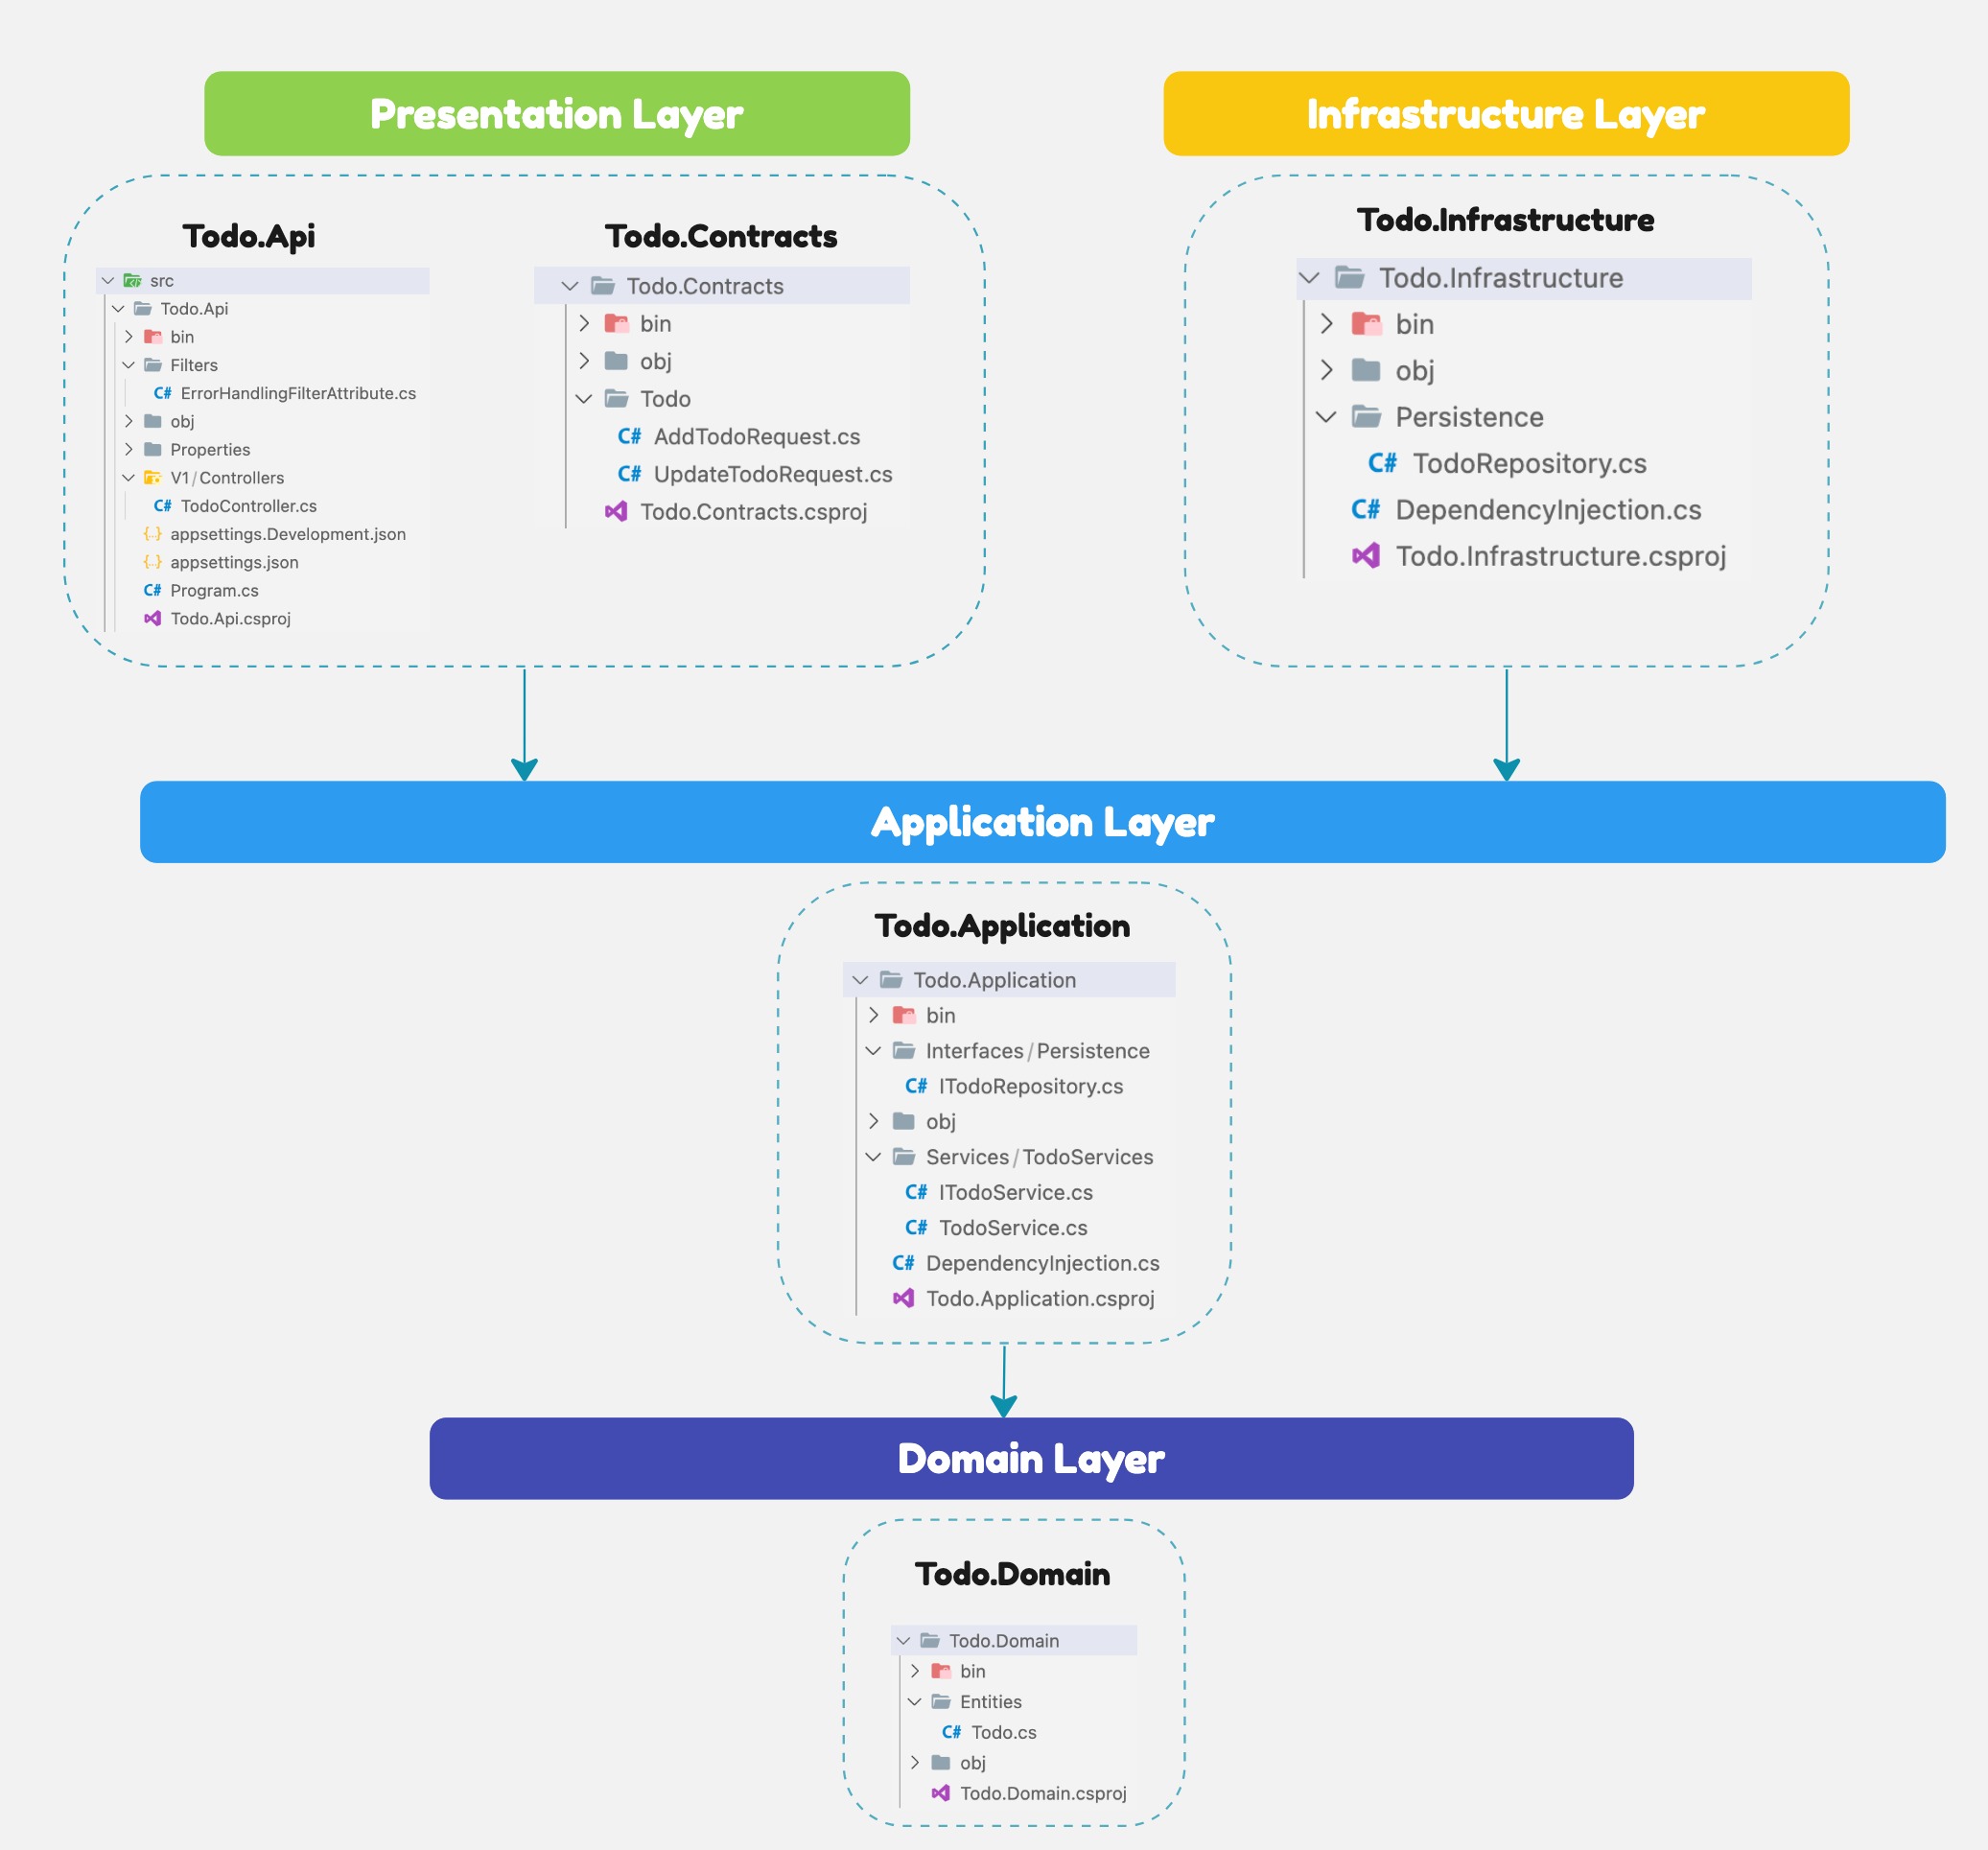 Presentation Layer
Infrastructure Layer
Todo.Api
src
Todo.Api
bin
Filters
C# ErrorHandlingFilterAttribute.cs
obj
Properties
V1/Controllers
C# TodoController.cs
{..} appsettings.Development.json
{..} appsettings.json
C# Program.cs
Todo.Api.csproj
Todo.Contracts
Todo.Contracts
bin
obj
Todo
C# AddTodoRequest.cs
C# UpdateTodoRequest.cs
Todo.Contracts.csproj
Todo.Infrastructure
Todo.Infrastructure
bin
obj
Persistence
C# TodoRepository.cs
C# DependencyInjection.cs
Todo.Infrastructure.csproj
Application Layer
Todo.Application
Todo.Application
bin
Interfaces/Persistence
C# ITodoRepository.cs
obj
Services/TodoServices
C# ITodoService.cs
C# TodoService.cs
C# DependencyInjection.cs
Todo.Application.csproj
Domain Layer
Todo.Domain
Todo.Domain
bin
Entities
C# Todo.cs
obj
Todo.Domain.csproj